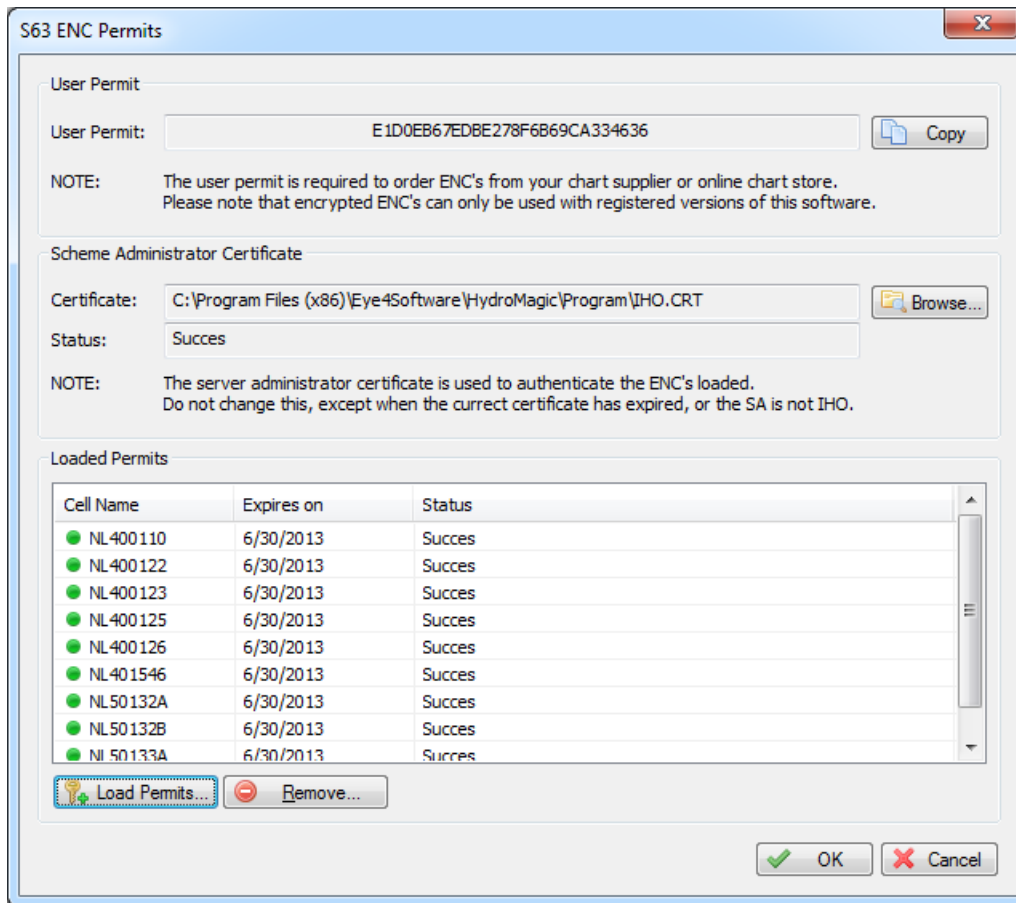 S63 ENC Permits
User Permit
User Permit: E1D0EB67EDBE278F6B69CA334636 Copy
NOTE: The user permit is required to order ENC's from your chart supplier or online chart store.
Please note that encrypted ENC's can only be used with registered versions of this software.
Scheme Administrator Certificate
Certificate: C:\Program Files (x86)\Eye4Software\HydroMagic\Program\IHO.CRT Browse...
Status: Succes
NOTE: The server administrator certificate is used to authenticate the ENC's loaded.
Do not change this, except when the currect certificate has expired, or the SA is not IHO.
Loaded Permits
Cell Name Expires on Status
NL400110 6/30/2013 Succes
NL400122 6/30/2013 Succes
NL400123 6/30/2013 Succes
NL400125 6/30/2013 Succes
NL400126 6/30/2013 Succes
NL401546 6/30/2013 Succes
NL50132A 6/30/2013 Succes
NL50132B 6/30/2013 Succes
NL50133A 6/30/2013 Succes
Load Permits... Remove...
OK Cancel